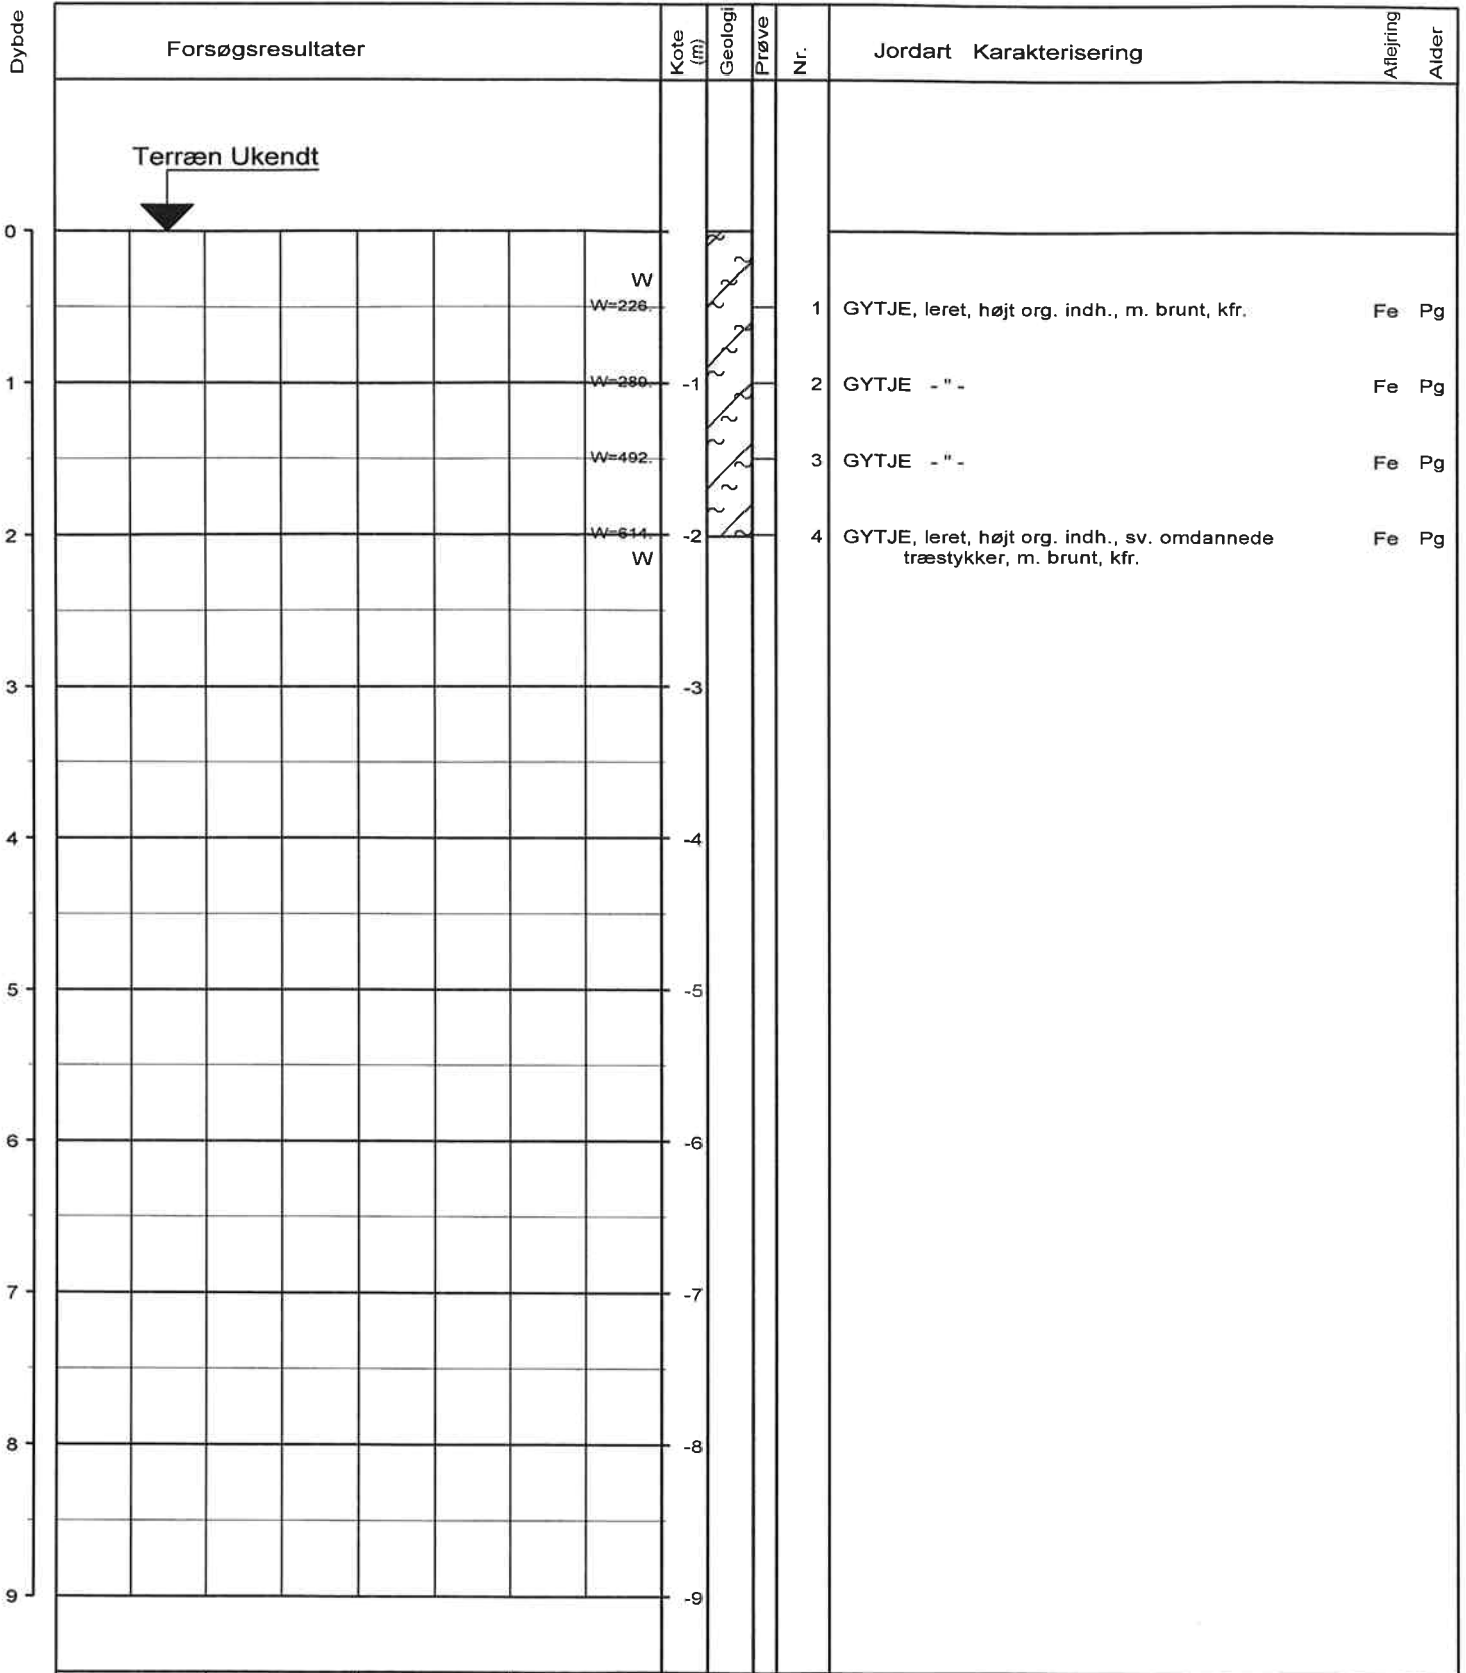 Dybde
Forsøgsresultater
Kote (m)
Geologi
Prøve
Nr.
Jordart Karakterisering
Aflejring
Alder
Terræn Ukendt
0
W
W=226.
1 GYTJE, leret, højt org. indh., m. brunt, kfr. Fe Pg
1
W=280.
-1
2 GYTJE - " - Fe Pg
W=492.
3 GYTJE - " - Fe Pg
2
W=614.
-2
4 GYTJE, leret, højt org. indh., sv. omdannede Fe Pg
træstykker, m. brunt, kfr.
W
3 -3
4 -4
5 -5
6 -6
7 -7
8 -8
9 -9